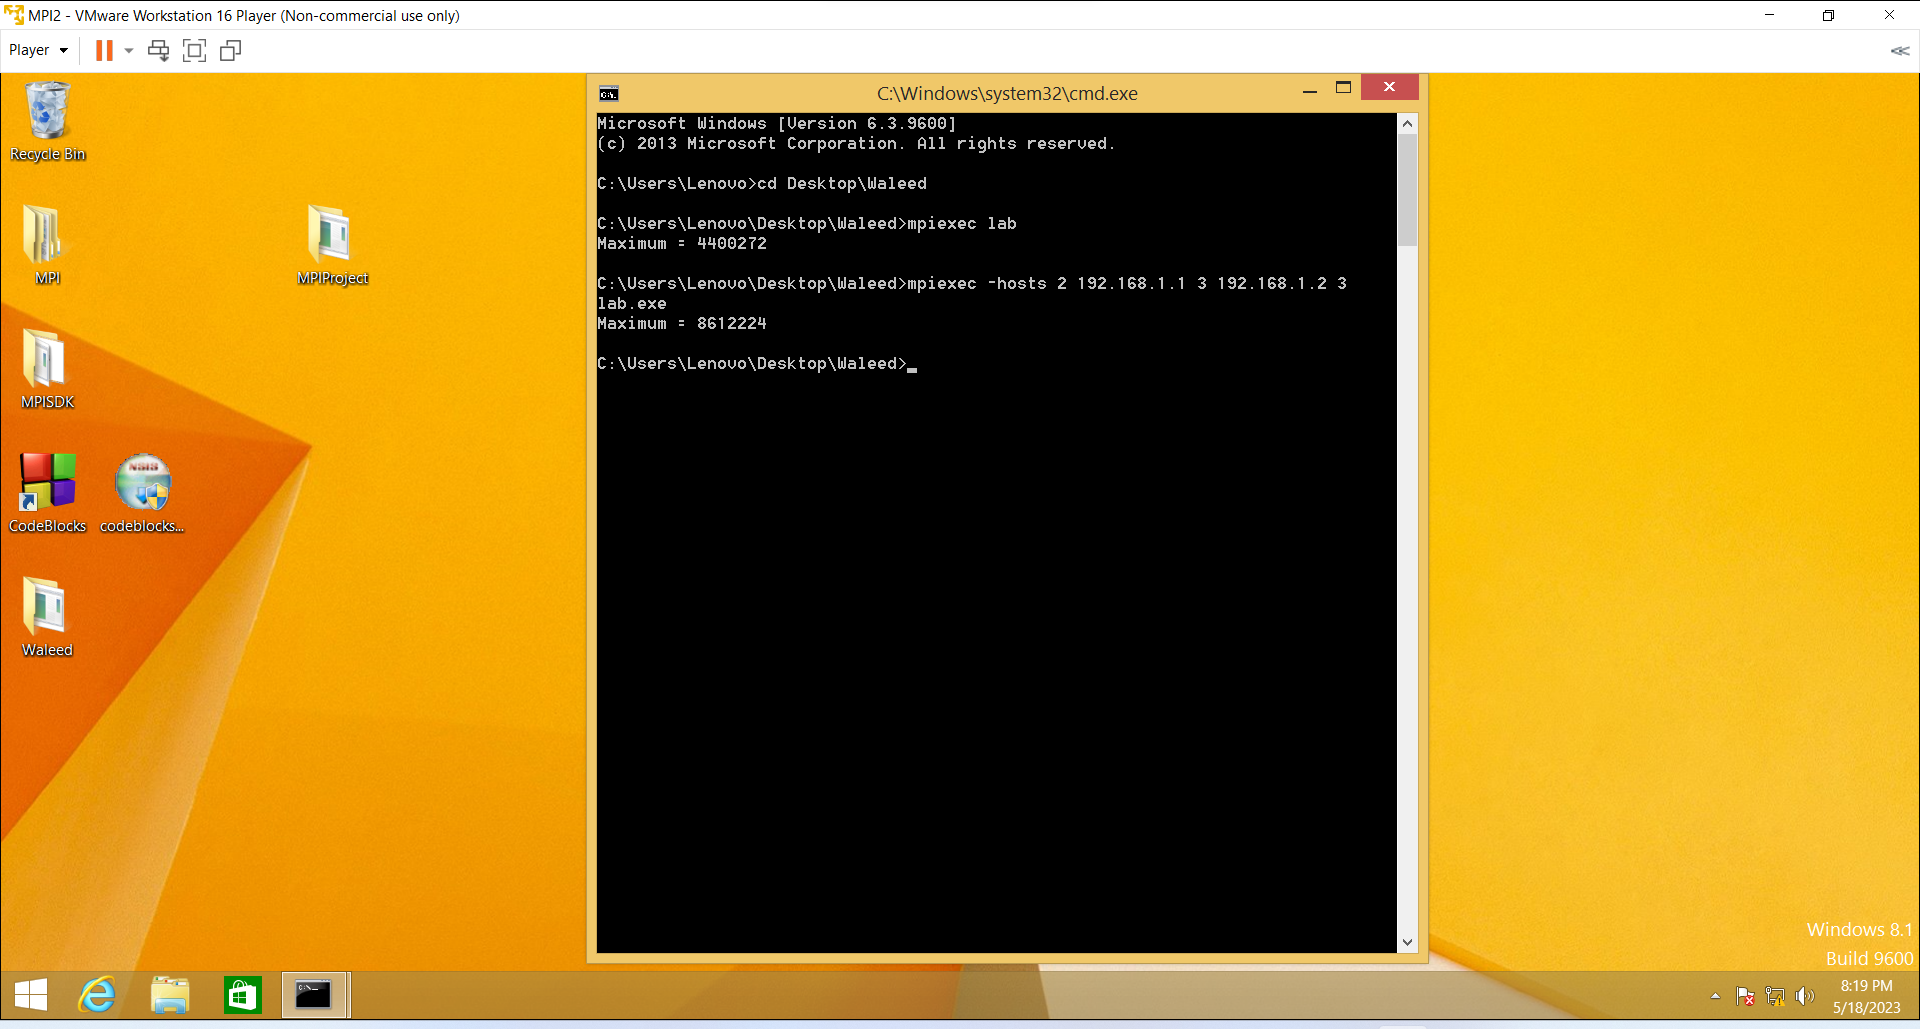 MPI2 - VMware Workstation 16 Player (Non-commercial use only)
Player
Recycle Bin
MPI
MPIProject
MPISDK
CodeBlocks
NSIS
codeblocks...
Waleed
C:\Windows\system32\cmd.exe
Microsoft Windows [Version 6.3.9600]
(c) 2013 Microsoft Corporation. All rights reserved.
C:\Users\Lenovo>cd Desktop\Waleed
C:\Users\Lenovo\Desktop\Waleed>mpiexec lab
Maximum = 4400272
C:\Users\Lenovo\Desktop\Waleed>mpiexec -hosts 2 192.168.1.1 3 192.168.1.2 3
lab.exe
Maximum = 8612224
C:\Users\Lenovo\Desktop\Waleed>_
Windows 8.1
Build 9600
8:19 PM
5/18/2023